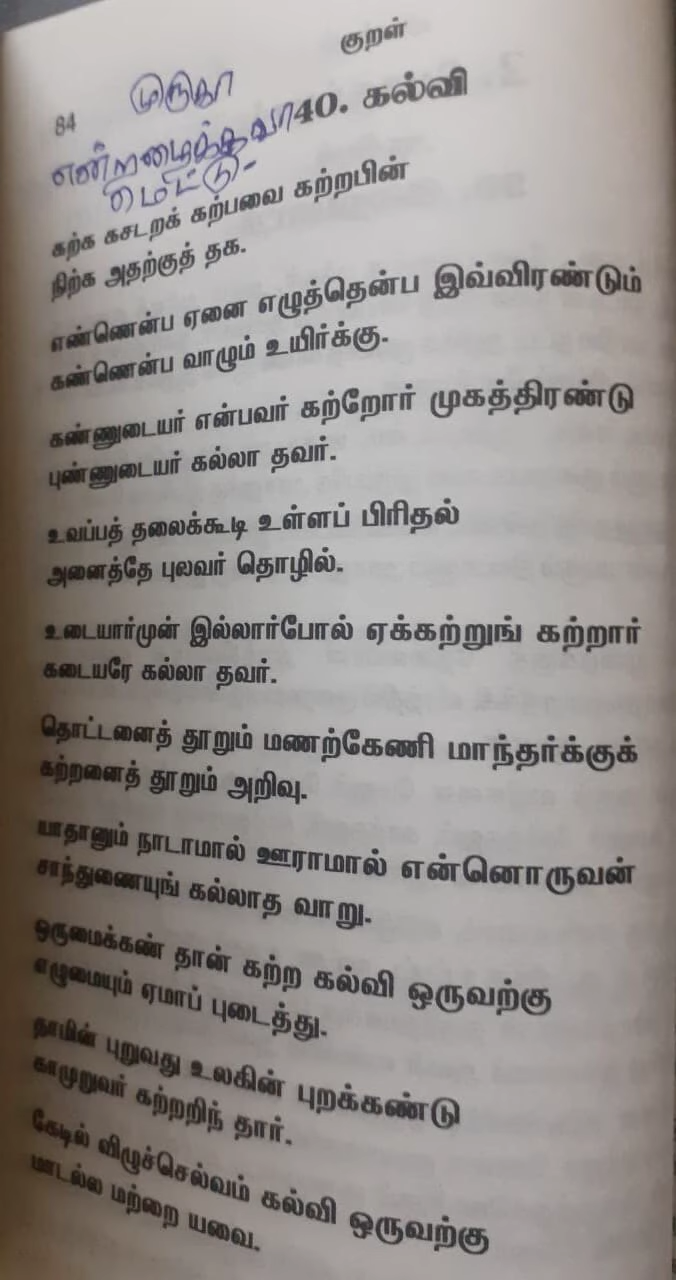 குறள்
84
முருகா
என்றழைக்கவா
மெட்டு-
40. கல்வி
கற்க கசடறக் கற்பவை கற்றபின்
நிற்க அதற்குத் தக.
எண்ணென்ப ஏனை எழுத்தென்ப இவ்விரண்டும்
கண்ணென்ப வாழும் உயிர்க்கு.
கண்ணுடையர் என்பவர் கற்றோர் முகத்திரண்டு
புண்ணுடையர் கல்லா தவர்.
உவப்பத் தலைக்கூடி உள்ளப் பிரிதல்
அனைத்தே புலவர் தொழில்.
உடையார்முன் இல்லார்போல் ஏக்கற்றுங் கற்றார்
கடையரே கல்லா தவர்.
தொட்டனைத் தூறும் மணற்கேணி மாந்தர்க்குக்
கற்றனைத் தூறும் அறிவு.
யாதானும் நாடாமால் ஊராமால் என்னொருவன்
சாந்துணையுங் கல்லாத வாறு.
ஒருமைக்கண் தான் கற்ற கல்வி ஒருவற்கு
எழுமையும் ஏமாப் புடைத்து.
தாமின் புறுவது உலகின் புறக்கண்டு
காமுறுவர் கற்றறிந் தார்.
கேடில் விழுச்செல்வம் கல்வி ஒருவற்கு
மாடல்ல மற்றை யவை.